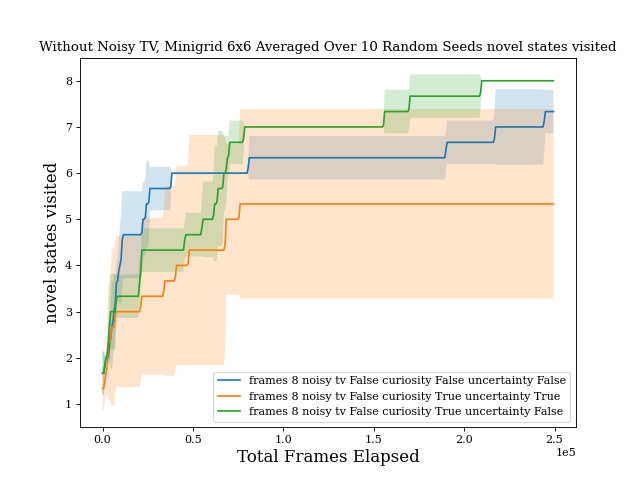 Without Noisy TV, Minigrid 6x6 Averaged Over 10 Random Seeds novel states visited
8
7
6
5
4
3
2
1
novel states visited
frames 8 noisy tv False curiosity False uncertainty False
frames 8 noisy tv False curiosity True uncertainty True
frames 8 noisy tv False curiosity True uncertainty False
0.0 0.5 1.0 1.5 2.0 2.5
1e5
Total Frames Elapsed